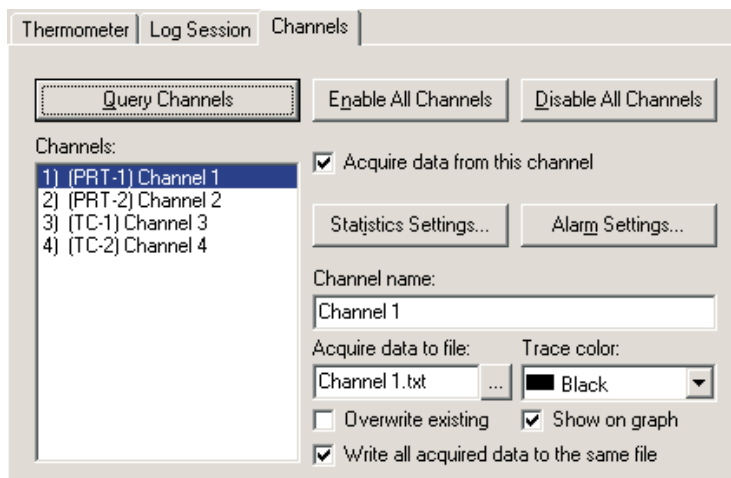 Thermometer Log Session Channels
Query Channels Enable All Channels Disable All Channels
Channels:
1) (PRT-1) Channel 1
2) (PRT-2) Channel 2
3) (TC-1) Channel 3
4) (TC-2) Channel 4
Acquire data from this channel
Statistics Settings... Alarm Settings...
Channel name:
Channel 1
Acquire data to file: Trace color:
Channel 1.txt ... Black
Overwrite existing Show on graph
Write all acquired data to the same file